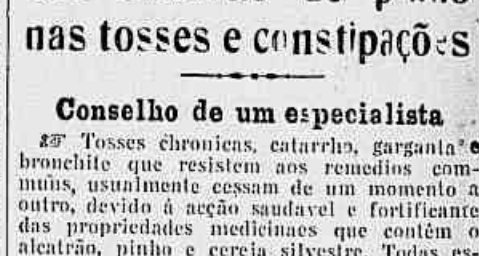 nas tosses e constipações
Conselho de um especialista
☞ Tosses chronicas, catarrho, garganta e
bronchite que resistem aos remedios com-
muns, usualmente cessam de um momento a
outro, devido á acção saudavel e fortificante
das propriedades medicinaes que contêm o
alcatrão, pinho e cereja silvestre. Todas es-